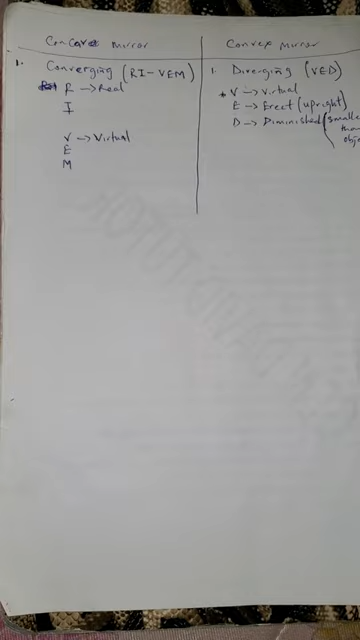 Concave mirror
Convex mirror
1. Converging (RI-VEM)
R → Real
I
V → Virtual
E
M
1. Diverging (VED)
V → Virtual
E → Erect (upright)
D → Diminished (smaller
than
obje